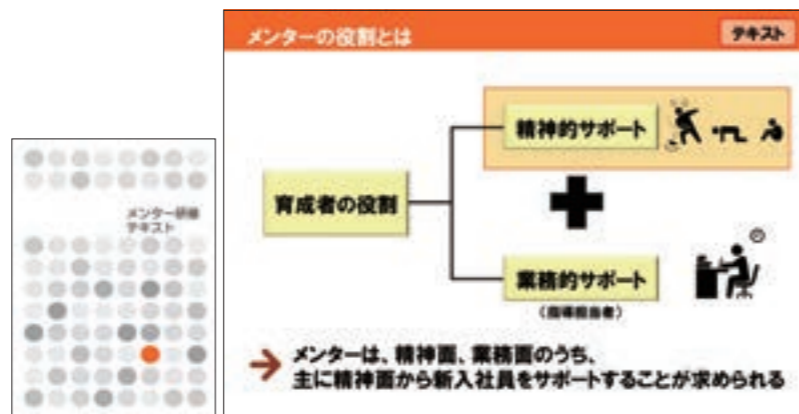 メンター研修
テキスト
メンターの役割とは
テキスト
育成者の役割
精神的サポート
業務的サポート
（指導担当者）
メンターは、精神面、業務面のうち、
主に精神面から新入社員をサポートすることが求められる